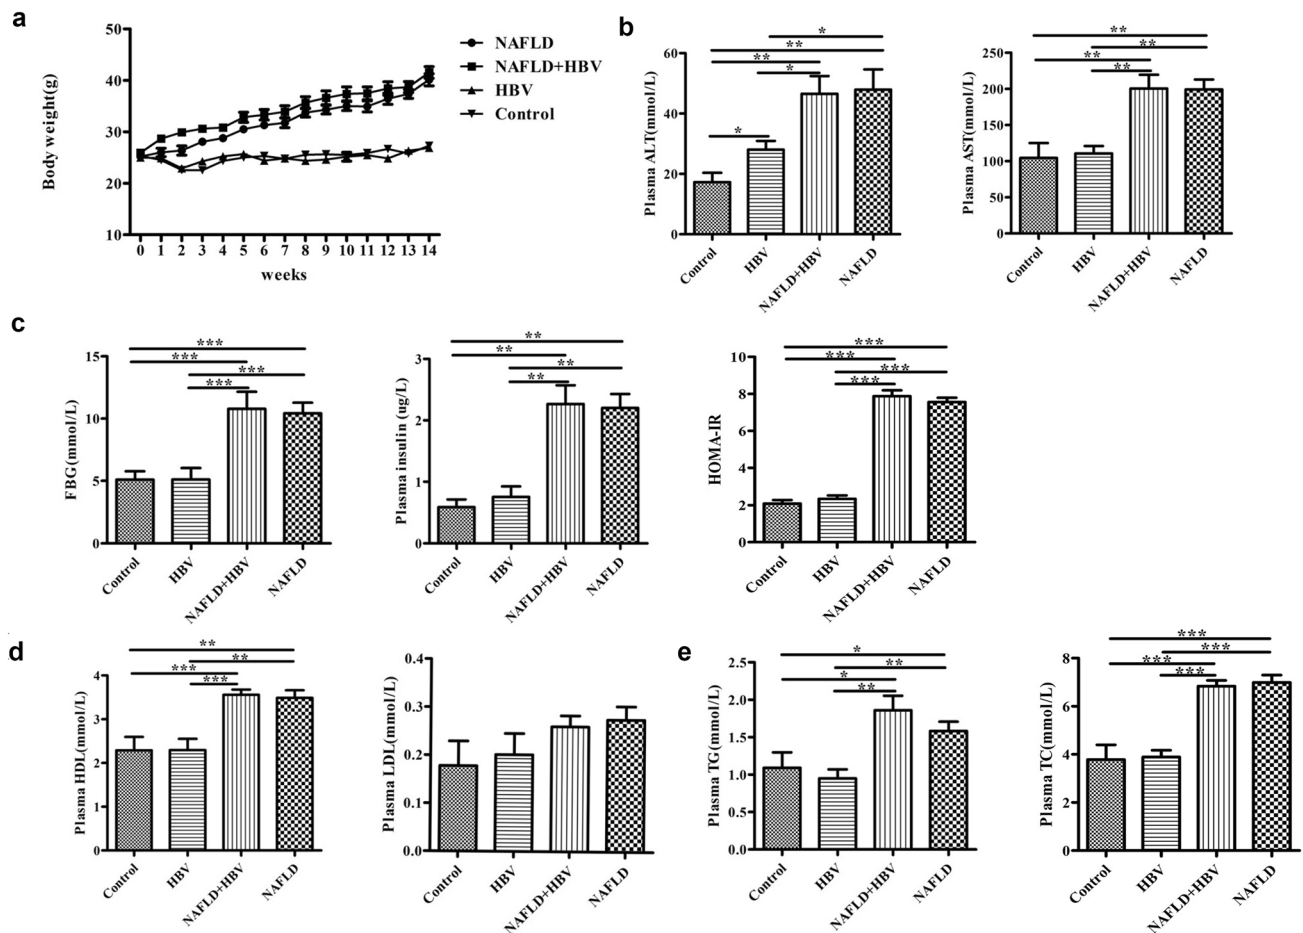 a
50
40
30
20
10
Body weight(g)
0 1 2 3 4 5 6 7 8 9 10 11 12 13 14
weeks
NAFLD
NAFLD+HBV
HBV
Control
b
Plasma ALT(mmol/L)
60
40
20
0
*
**
**
*
*
Control HBV NAFLD+HBV NAFLD
Plasma AST(mmol/L)
250
200
150
100
50
0
**
**
**
**
Control HBV NAFLD+HBV NAFLD
c
FBG(mmol/L)
15
10
5
0
***
***
***
***
Control HBV NAFLD+HBV NAFLD
Plasma insulin (ug/L)
3
2
1
0
**
**
**
**
Control HBV NAFLD+HBV NAFLD
HOMA-IR
10
8
6
4
2
0
***
***
***
***
Control HBV NAFLD+HBV NAFLD
d
Plasma HDL(mmol/L)
4
3
2
1
0
**
**
***
***
Control HBV NAFLD+HBV NAFLD
Plasma LDL(mmol/L)
0.4
0.3
0.2
0.1
0.0
Control HBV NAFLD+HBV NAFLD
e
Plasma TG(mmol/L)
2.5
2.0
1.5
1.0
0.5
0.0
*
**
*
**
Control HBV NAFLD+HBV NAFLD
Plasma TC(mmol/L)
8
6
4
2
0
***
***
***
***
Control HBV NAFLD+HBV NAFLD